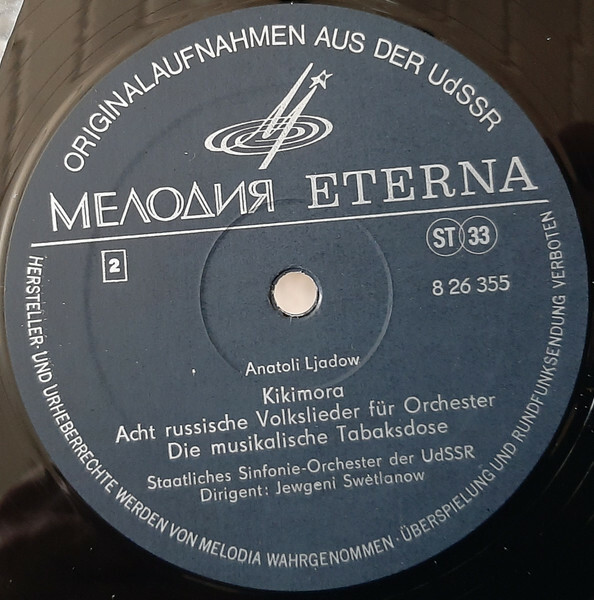 ORIGINALAUFNAHMEN AUS DER UdSSR
МЕЛОДИЯ ETERNA
2
ST 33
8 26 355
Anatoli Ljadow
Kikimora
Acht russische Volkslieder für Orchester
Die musikalische Tabaksdose
Staatliches Sinfonie-Orchester der UdSSR
Dirigent: Jewgeni Swetlanow
HERSTELLER- UND URHEBERRECHTE WERDEN VON MELODIA WAHRGENOMMEN · ÜBERSPIELUNG UND RUNDFUNKSENDUNG VERBOTEN